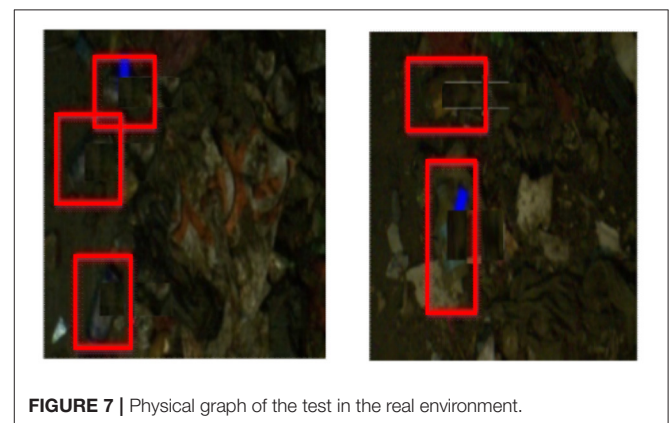 FIGURE 7 | Physical graph of the test in the real environment.